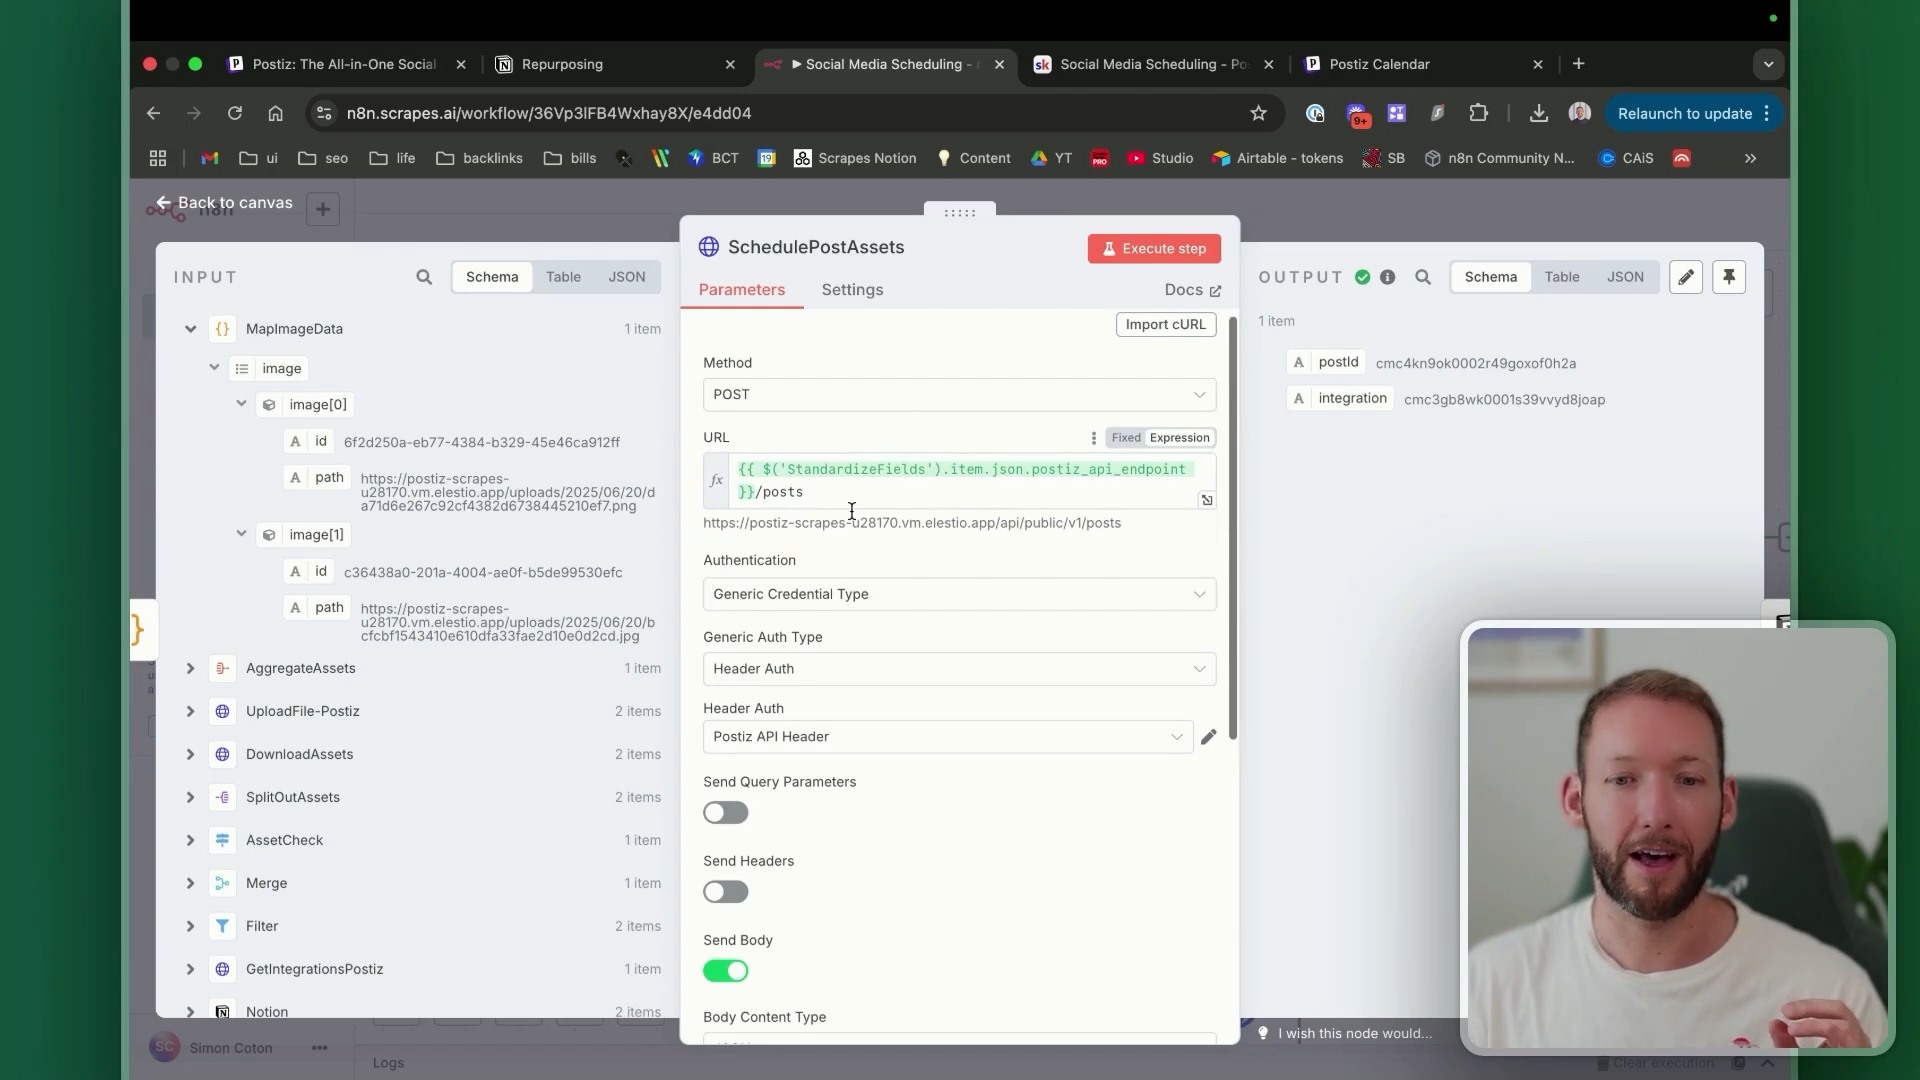 Postiz: The All-in-One Social
Repurposing
▶ Social Media Scheduling -
Social Media Scheduling - Po
Postiz Calendar
n8n.scrapes.ai/workflow/36Vp3lFB4Wxhay8X/e4dd04
9+
Relaunch to update
ui
seo
life
backlinks
bills
BCT
19
Scrapes Notion
Content
YT
PRO
Studio
Airtable - tokens
SB
n8n Community N...
CAiS
Back to canvas
n8n
INPUT
Schema
Table
JSON
MapImageData
1 item
image
image[0]
A id 6f2d250a-eb77-4384-b329-45e46ca912ff
A path https://postiz-scrapes-
u28170.vm.elestio.app/uploads/2025/06/20/d
a71d6e267c92cf4382d6738445210ef7.png
image[1]
A id c36438a0-201a-4004-ae0f-b5de99530efc
A path https://postiz-scrapes-
u28170.vm.elestio.app/uploads/2025/06/20/b
cfcbf1543410e610dfa33fae2d10e0d2cd.jpg
AggregateAssets
1 item
UploadFile-Postiz
2 items
DownloadAssets
2 items
SplitOutAssets
2 items
AssetCheck
1 item
Merge
1 item
Filter
2 items
GetIntegrationsPostiz
1 item
Notion
2 items
SC
Simon Coton
SchedulePostAssets
Execute step
Parameters
Settings
Docs
Import cURL
Method
POST
URL
Fixed
Expression
fx
{{ $('StandardizeFields').item.json.postiz_api_endpoint
}}/posts
https://postiz-scrapes-u28170.vm.elestio.app/api/public/v1/posts
Authentication
Generic Credential Type
Generic Auth Type
Header Auth
Header Auth
Postiz API Header
Send Query Parameters
Send Headers
Send Body
Body Content Type
OUTPUT
Schema
Table
JSON
1 item
A postId cmc4kn9ok0002r49goxof0h2a
A integration cmc3gb8wk0001s39vvyd8joap
I wish this node would...
Logs
Clear execution